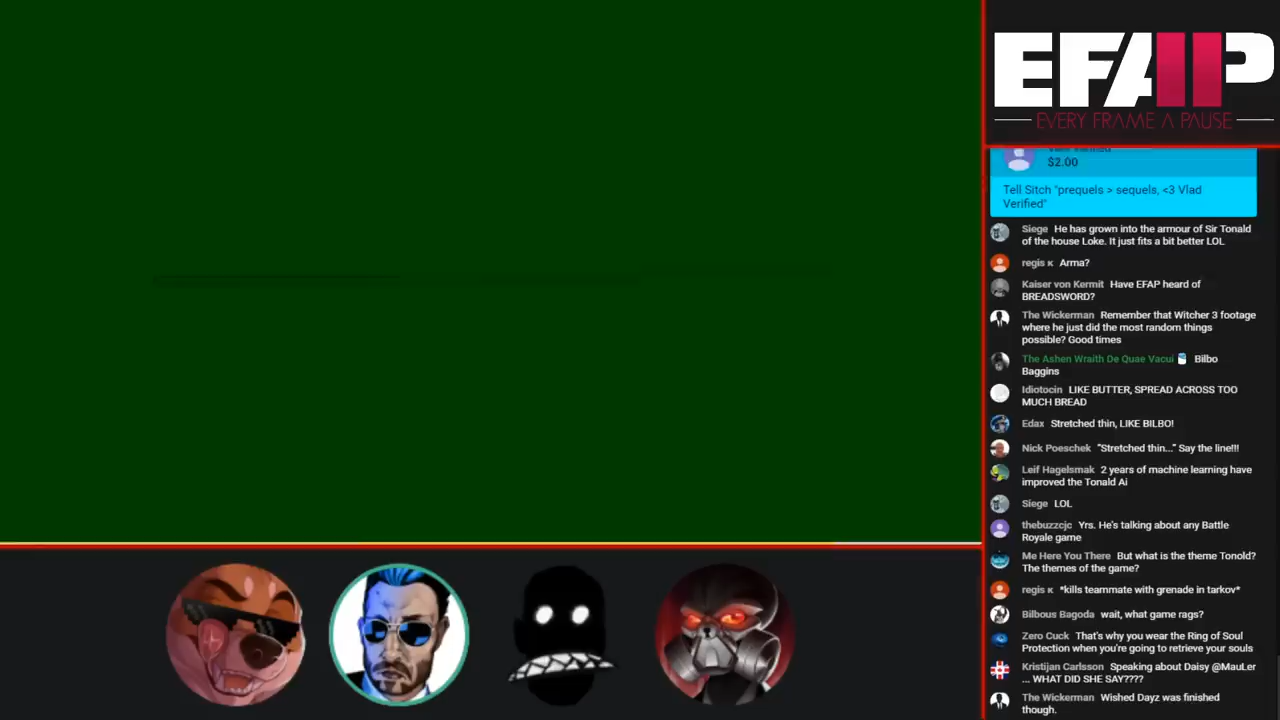 EFAP
EVERY FRAME A PAUSE
$2.00
Tell Sitch "prequels > sequels, <3 Vlad
Verified"
Siege He has grown into the armour of Sir Tonald
of the house Loke. It just fits a bit better LOL
regis ĸ Arma?
Kaiser von Kermit Have EFAP heard of
BREADSWORD?
The Wickerman Remember that Witcher 3 footage
where he just did the most random things
possible? Good times
The Ashen Wraith De Quae Vacui Bilbo
Baggins
Idiotocin LIKE BUTTER, SPREAD ACROSS TOO
MUCH BREAD
Edax Stretched thin, LIKE BILBO!
Nick Poeschek “Stretched thin...” Say the line!!!
Leif Hagelsmak 2 years of machine learning have
improved the Tonald Ai
Siege LOL
thebuzzcjc Yrs. He's talking about any Battle
Royale game
Me Here You There But what is the theme Tonold?
The themes of the game?
regis ĸ *kills teammate with grenade in tarkov*
Bilbous Bagoda wait, what game rags?
Zero Cuck That's why you wear the Ring of Soul
Protection when you're going to retrieve your souls
Kristijan Carlsson Speaking about Daisy @MauLer
... WHAT DID SHE SAY????
The Wickerman Wished Dayz was finished
though.